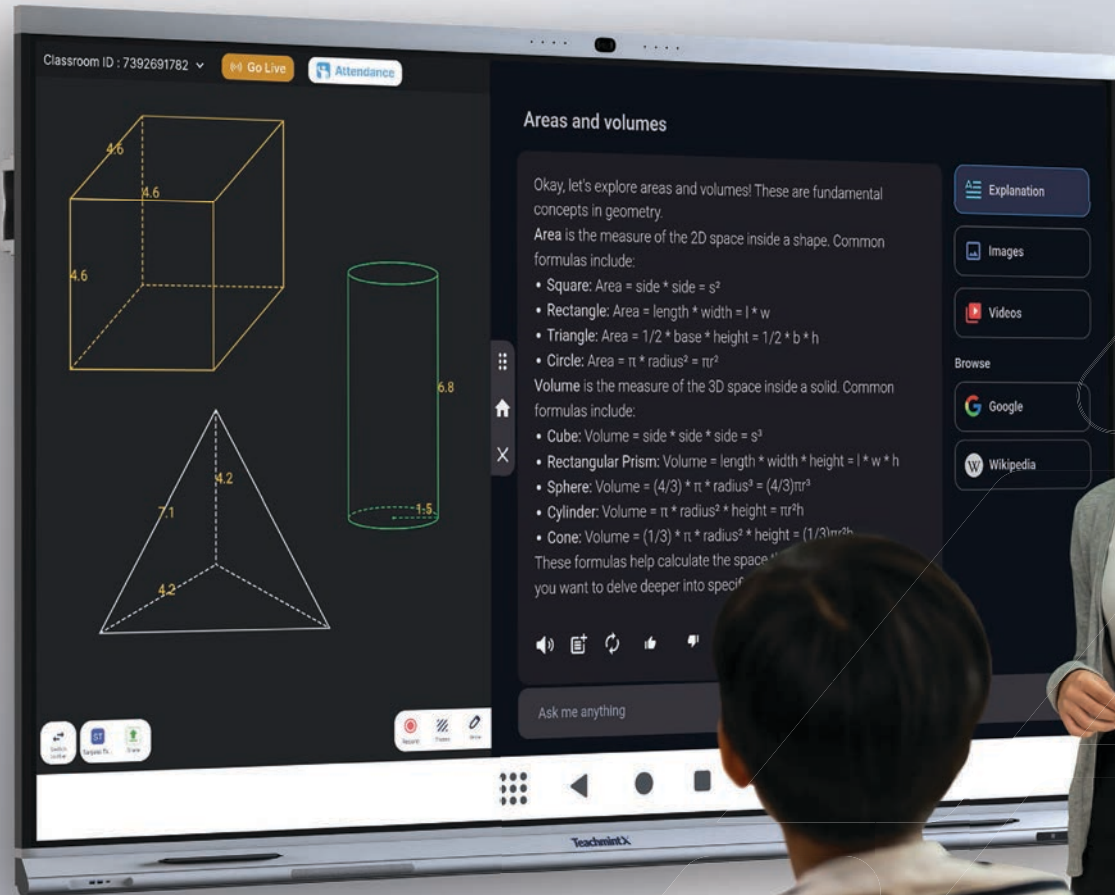 Classroom ID : 7392691782
Go Live
Attendance
4.6
4.6
4.6
6.8
1.5
4.2
7.1
4.2
Areas and volumes
Okay, let's explore areas and volumes! These are fundamental
concepts in geometry.
Area is the measure of the 2D space inside a shape. Common
formulas include:
• Square: Area = side * side = s²
• Rectangle: Area = length * width = l * w
• Triangle: Area = 1/2 * base * height = 1/2 * b * h
• Circle: Area = π * radius² = πr²
Volume is the measure of the 3D space inside a solid. Common
formulas include:
• Cube: Volume = side * side * side = s³
• Rectangular Prism: Volume = length * width * height = l * w * h
• Sphere: Volume = (4/3) * π * radius³ = (4/3)πr³
• Cylinder: Volume = π * radius² * height = πr²h
• Cone: Volume = (1/3) * π * radius² * height = (1/3)πr²h
These formulas help calculate the space
you want to delve deeper into
Ask me anything
Explanation
Images
Videos
Browse
Google
W Wikipedia
ST
Record
TeachmintX